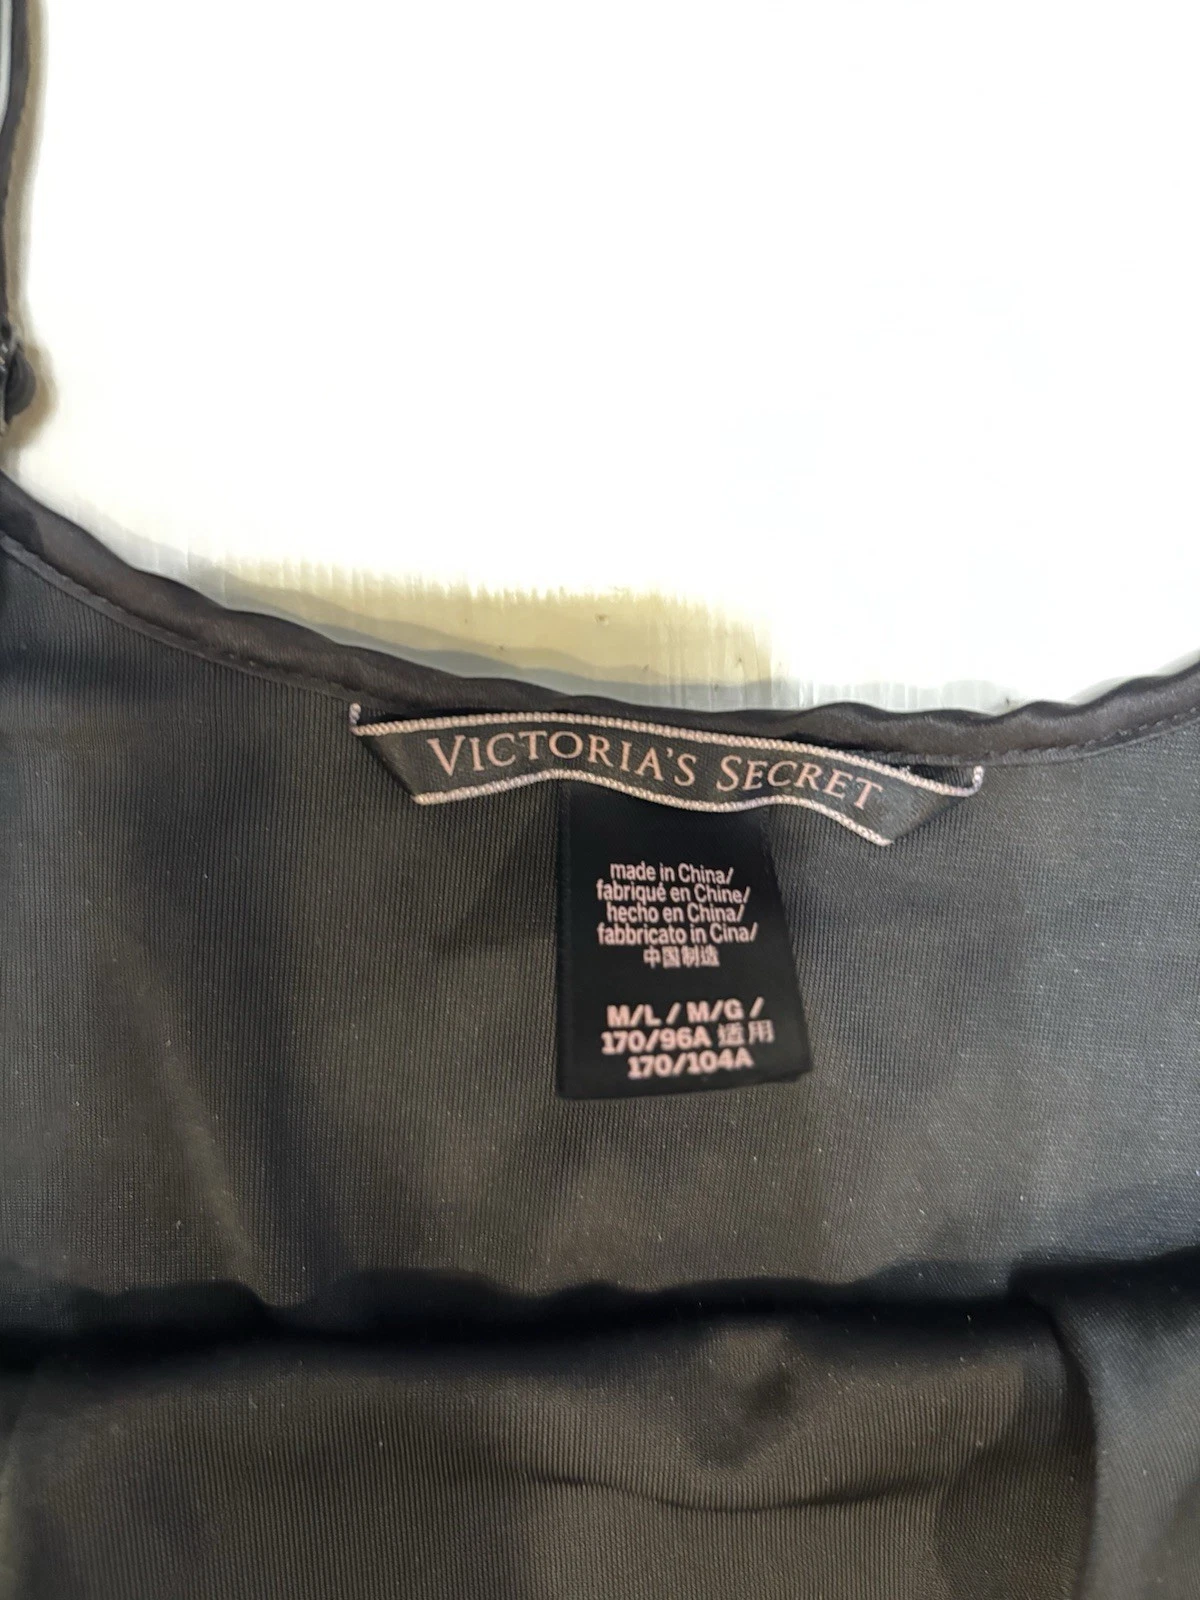 VICTORIA'S SECRET
made in China/
fabriqué en Chine/
hecho en China/
fabbricato in Cina/
中国制造
M/L / M/G /
170/96A 适用
170/104A